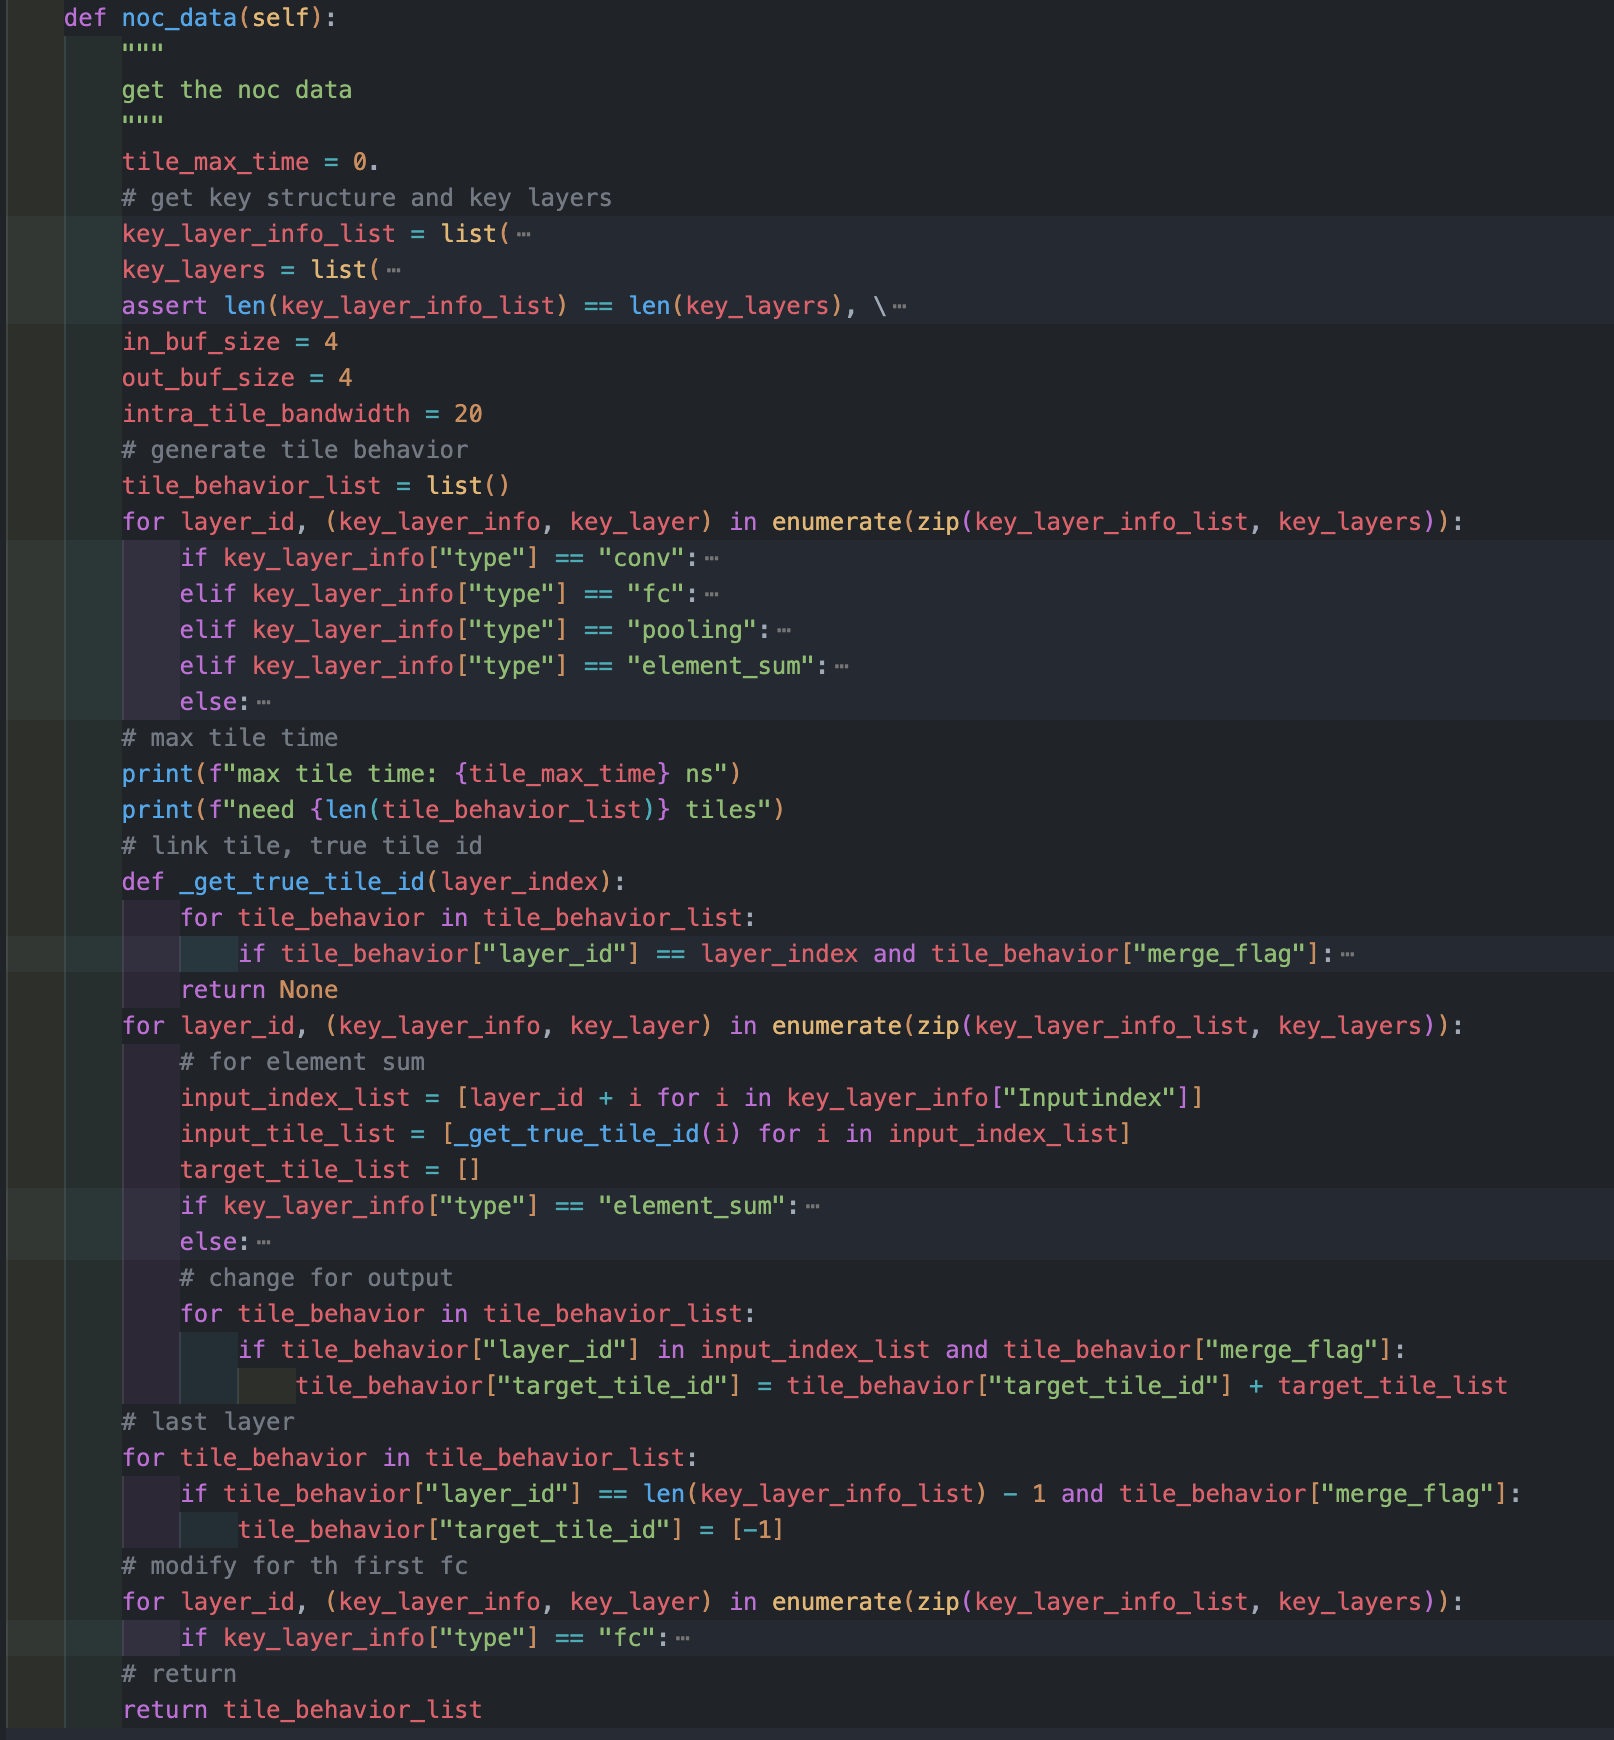 def noc_data(self):
"""
get the noc data
"""
tile_max_time = 0.
# get key structure and key layers
key_layer_info_list = list(⋯
key_layers = list(⋯
assert len(key_layer_info_list) == len(key_layers), \⋯
in_buf_size = 4
out_buf_size = 4
intra_tile_bandwidth = 20
# generate tile behavior
tile_behavior_list = list()
for layer_id, (key_layer_info, key_layer) in enumerate(zip(key_layer_info_list, key_layers)):
if key_layer_info["type"] == "conv":⋯
elif key_layer_info["type"] == "fc":⋯
elif key_layer_info["type"] == "pooling":⋯
elif key_layer_info["type"] == "element_sum":⋯
else:⋯
# max tile time
print(f"max tile time: {tile_max_time} ns")
print(f"need {len(tile_behavior_list)} tiles")
# link tile, true tile id
def _get_true_tile_id(layer_index):
for tile_behavior in tile_behavior_list:
if tile_behavior["layer_id"] == layer_index and tile_behavior["merge_flag"]:⋯
return None
for layer_id, (key_layer_info, key_layer) in enumerate(zip(key_layer_info_list, key_layers)):
# for element sum
input_index_list = [layer_id + i for i in key_layer_info["Inputindex"]]
input_tile_list = [_get_true_tile_id(i) for i in input_index_list]
target_tile_list = []
if key_layer_info["type"] == "element_sum":⋯
else:⋯
# change for output
for tile_behavior in tile_behavior_list:
if tile_behavior["layer_id"] in input_index_list and tile_behavior["merge_flag"]:
tile_behavior["target_tile_id"] = tile_behavior["target_tile_id"] + target_tile_list
# last layer
for tile_behavior in tile_behavior_list:
if tile_behavior["layer_id"] == len(key_layer_info_list) - 1 and tile_behavior["merge_flag"]:
tile_behavior["target_tile_id"] = [-1]
# modify for th first fc
for layer_id, (key_layer_info, key_layer) in enumerate(zip(key_layer_info_list, key_layers)):
if key_layer_info["type"] == "fc":⋯
# return
return tile_behavior_list